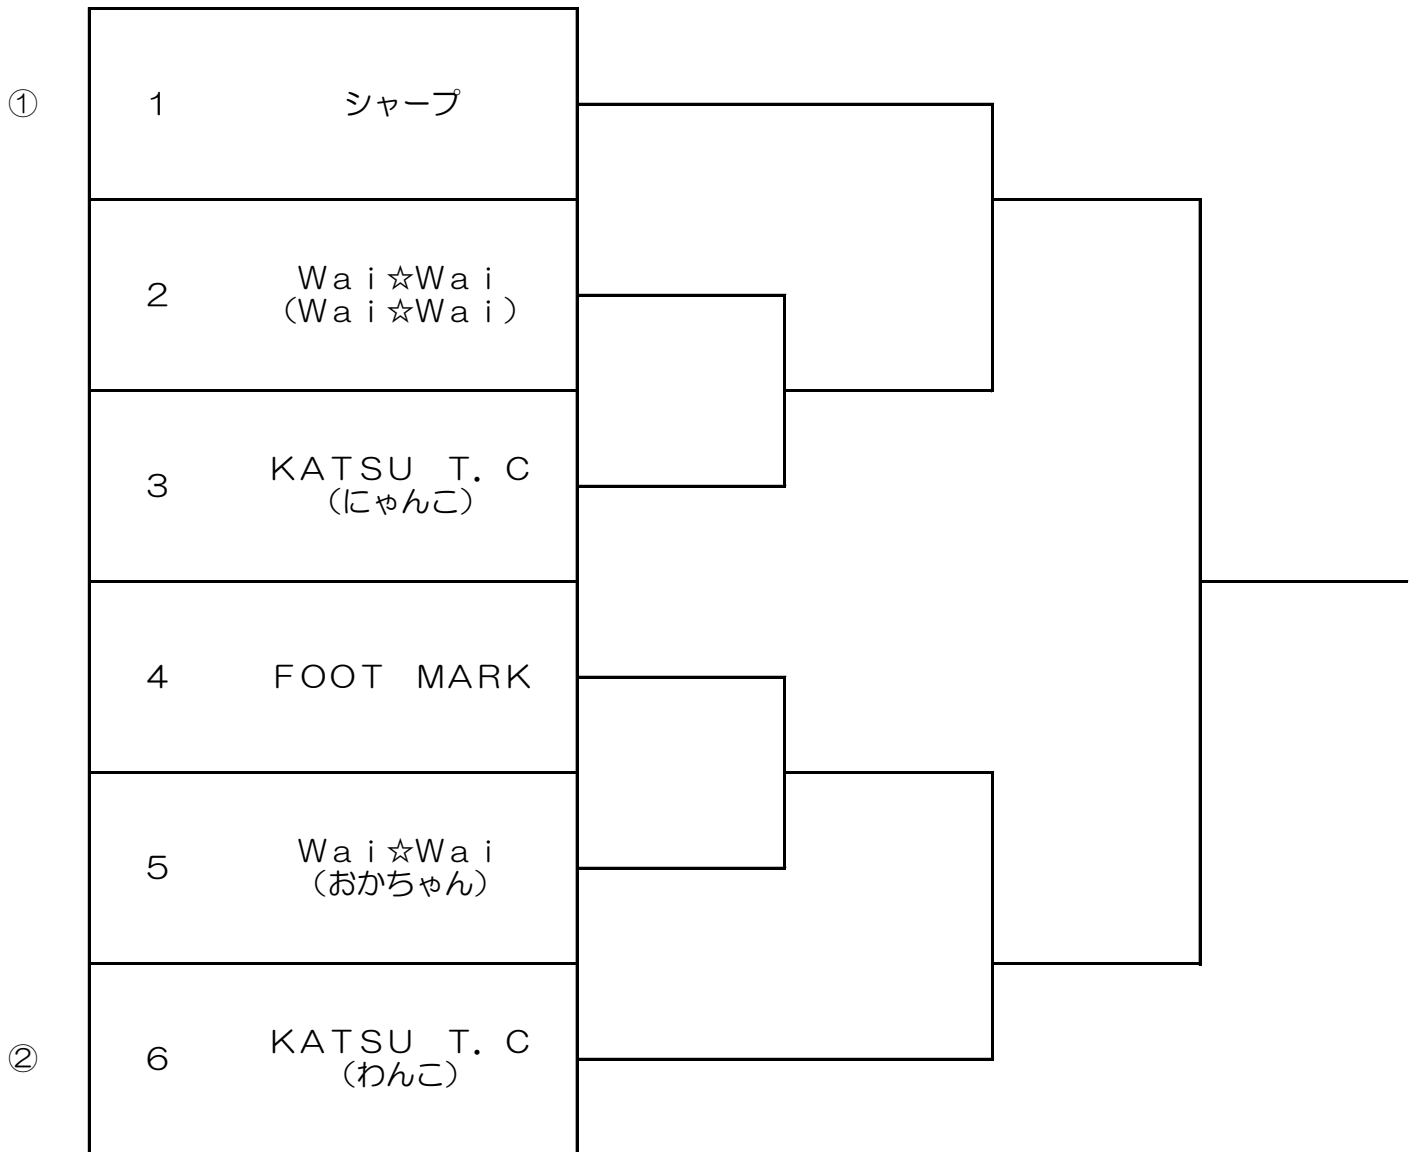 ① １ シャープ
２ Ｗａｉ☆Ｗａｉ
（Ｗａｉ☆Ｗａｉ）
３ ＫＡＴＳＵ　Ｔ．Ｃ
（にゃんこ）
４ ＦＯＯＴ　ＭＡＲＫ
５ Ｗａｉ☆Ｗａｉ
（おかちゃん）
② ６ ＫＡＴＳＵ　Ｔ．Ｃ
（わんこ）